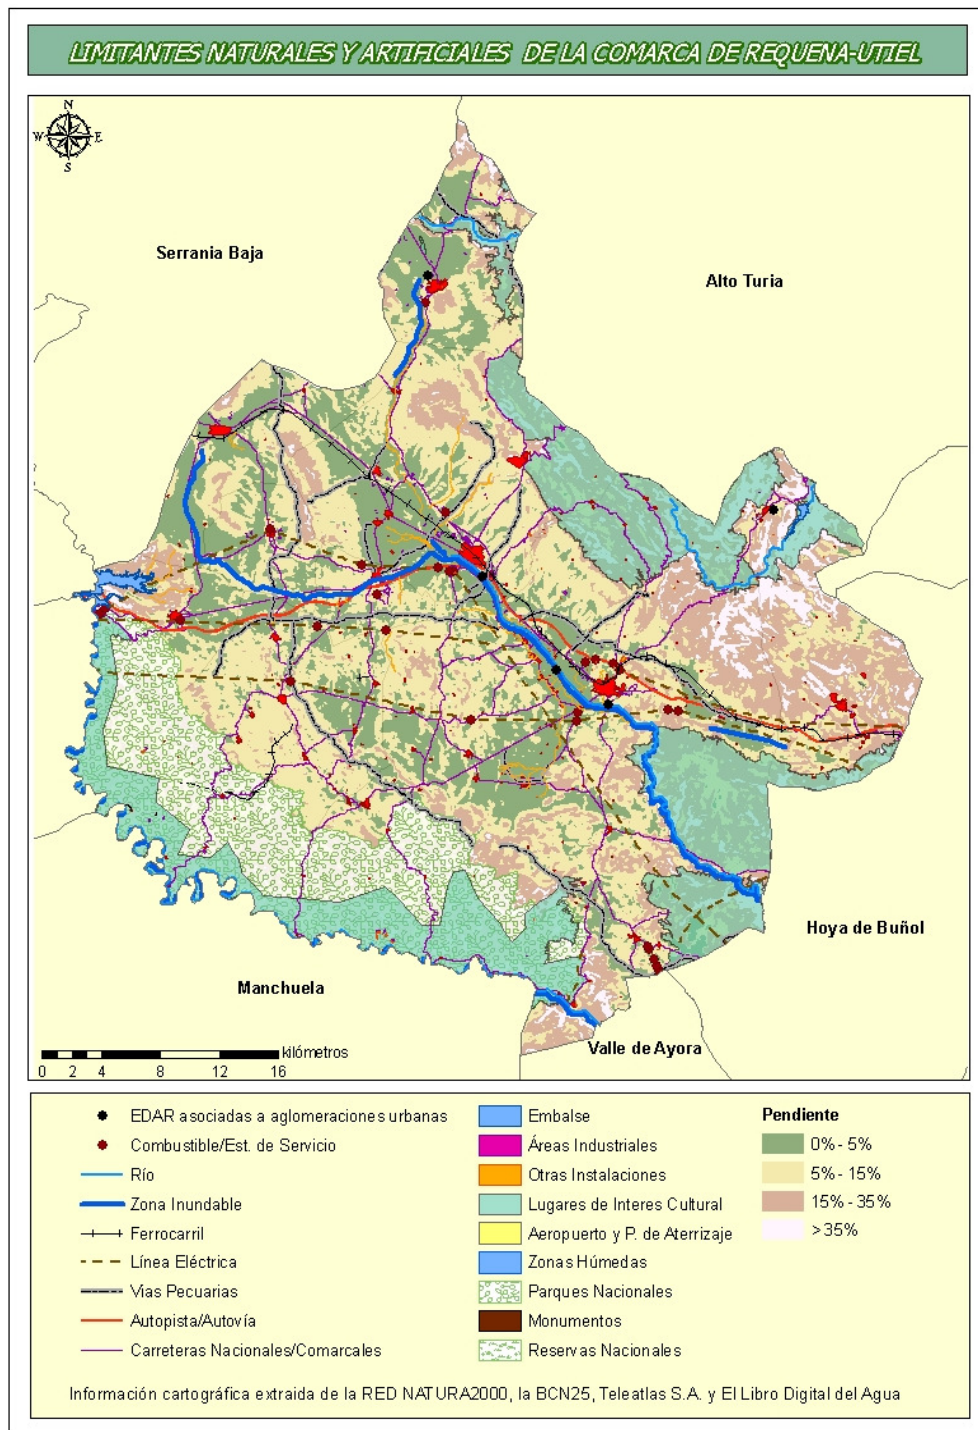 LIMITANTES NATURALES Y ARTIFICIALES DE LA COMARCA DE REQUENA-UTIEL
N
W E
S
Serrania Baja
Alto Turia
Hoya de Buñol
Manchuela
Valle de Ayora
kilómetros
0 2 4 8 12 16
EDAR asociadas a aglomeraciones urbanas
Combustible/Est. de Servicio
Río
Zona Inundable
Ferrocarril
Línea Eléctrica
Vias Pecuarias
Autopista/Autovía
Carreteras Nacionales/Comarcales
Embalse
Áreas Industriales
Otras Instalaciones
Lugares de Interes Cultural
Aeropuerto y P. de Aterrizaje
Zonas Húmedas
Parques Nacionales
Monumentos
Reservas Nacionales
Pendiente
0% - 5%
5% - 15%
15% - 35%
>35%
Información cartográfica extraida de la RED NATURA2000, la BCN25, Teleatlas S.A. y El Libro Digital del Agua